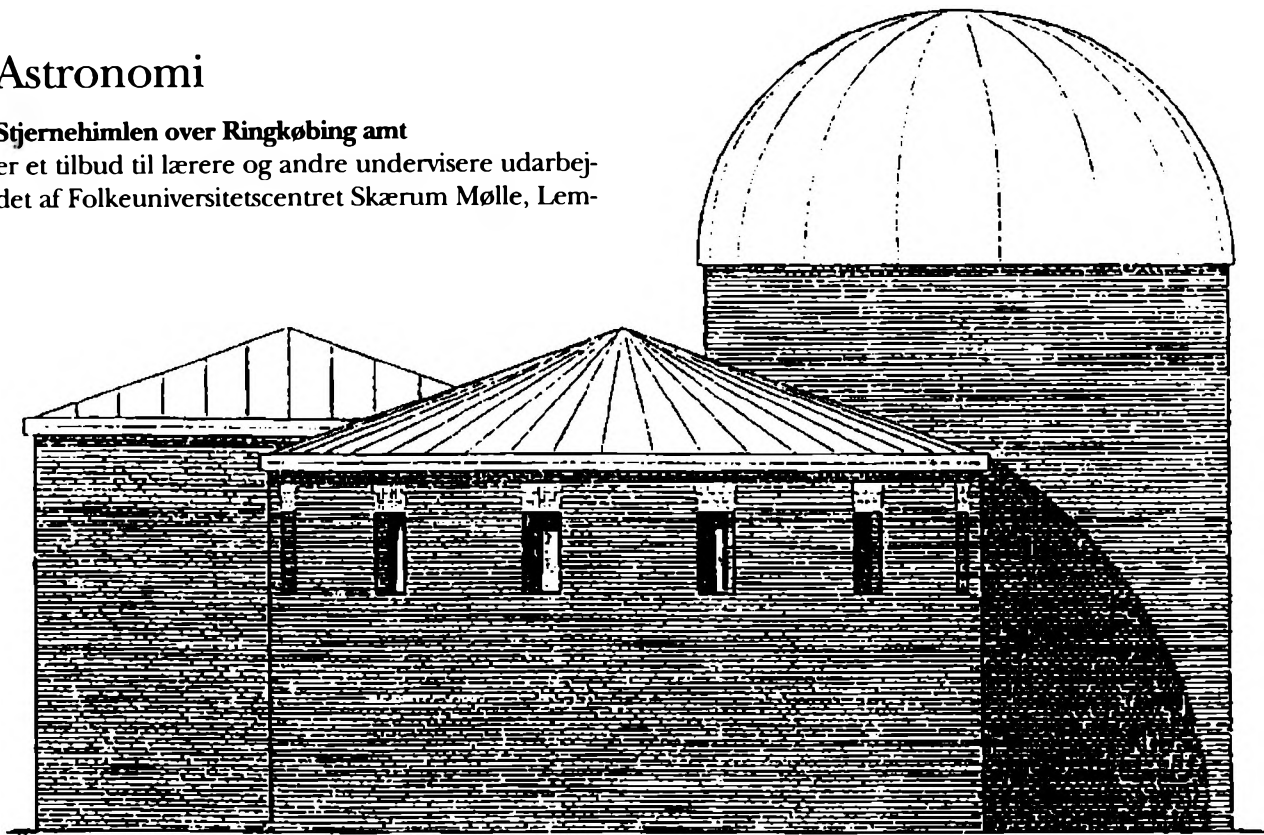 Astronomi
Stjernehimlen over Ringkøbing amt
er et tilbud til lærere og andre undervisere udarbej-
det af Folkeuniversitetscentret Skærum Mølle, Lem-